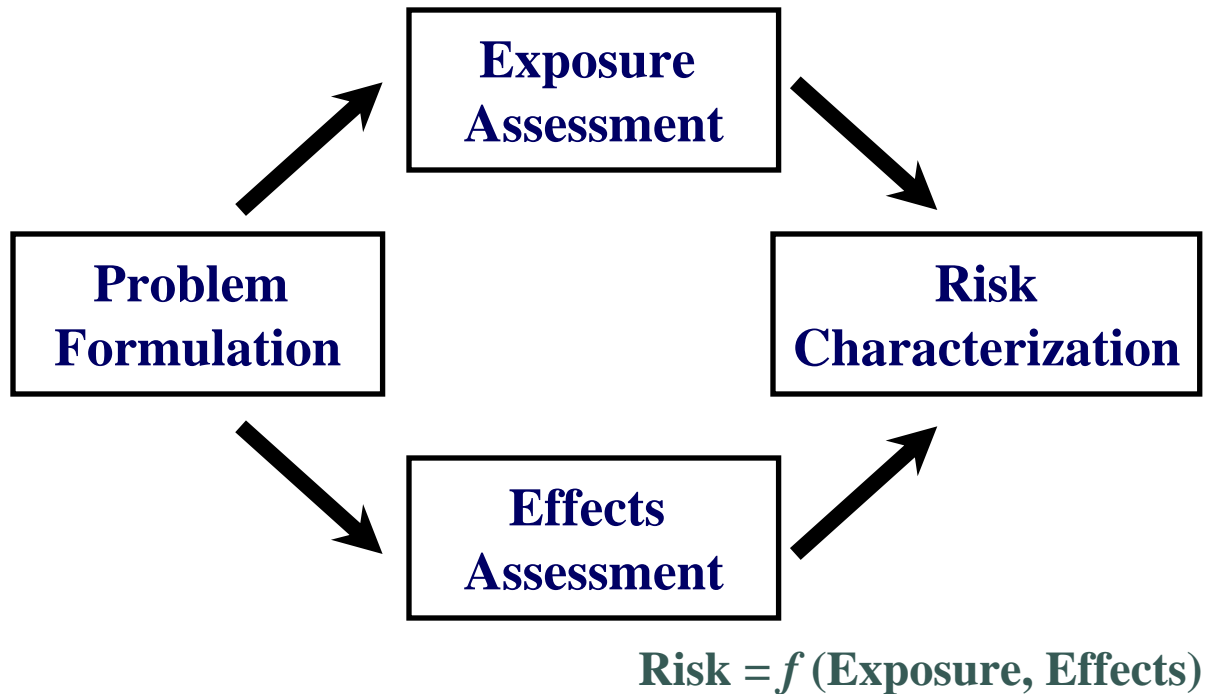 Exposure
Assessment
Problem
Formulation
Risk
Characterization
Effects
Assessment
Risk = f (Exposure, Effects)